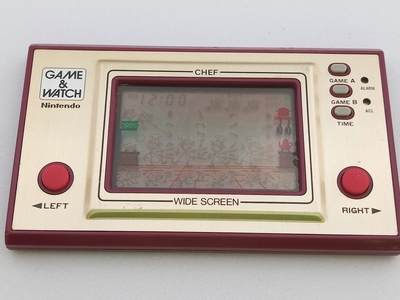 GAME
&
WATCH
Nintendo
CHEF
GAME A
ALARM
GAME B
ACL
TIME
◀LEFT
WIDE SCREEN
RIGHT▶